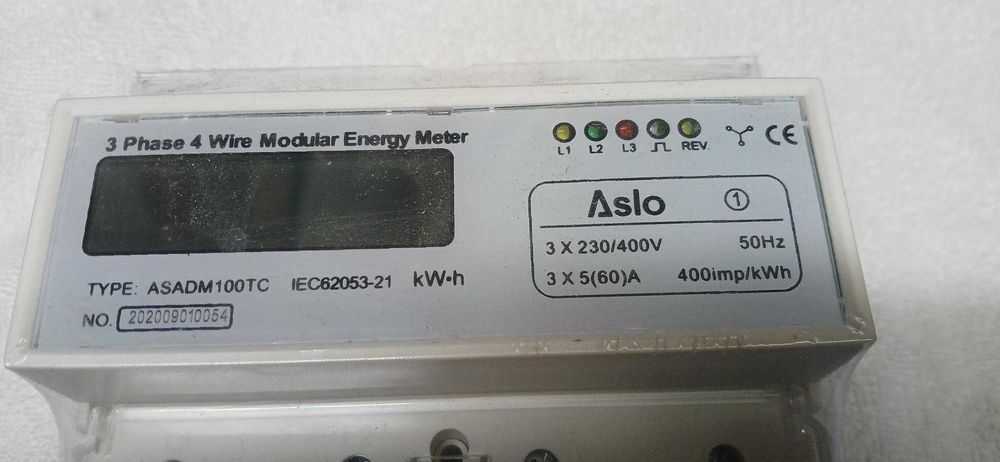 3 Phase 4 Wire Modular Energy Meter
L1 L2 L3 REV. CE
Aslo 1
3 X 230/400V 50Hz
3 X 5(60)A 400imp/kWh
TYPE: ASADM100TC IEC62053-21 kW•h
NO. 202009010054